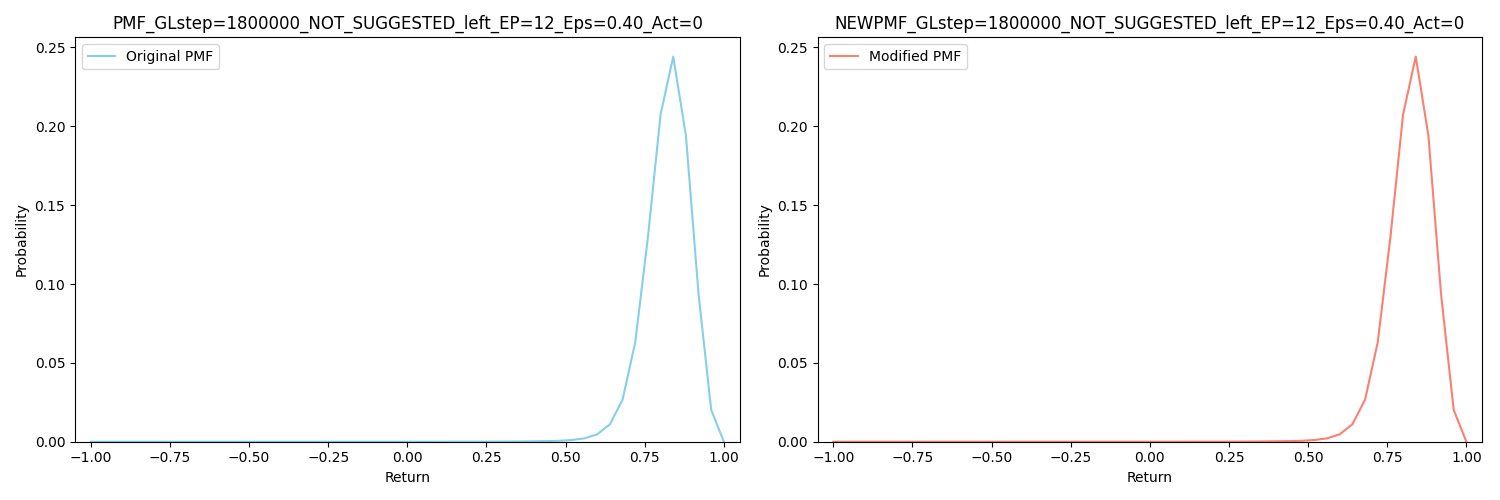 PMF_GLstep=1800000_NOT_SUGGESTED_left_EP=12_Eps=0.40_Act=0
Original PMF
Probability
0.25
0.20
0.15
0.10
0.05
0.00
−1.00 −0.75 −0.50 −0.25 0.00 0.25 0.50 0.75 1.00
Return
NEWPMF_GLstep=1800000_NOT_SUGGESTED_left_EP=12_Eps=0.40_Act=0
Modified PMF
Probability
0.25
0.20
0.15
0.10
0.05
0.00
−1.00 −0.75 −0.50 −0.25 0.00 0.25 0.50 0.75 1.00
Return